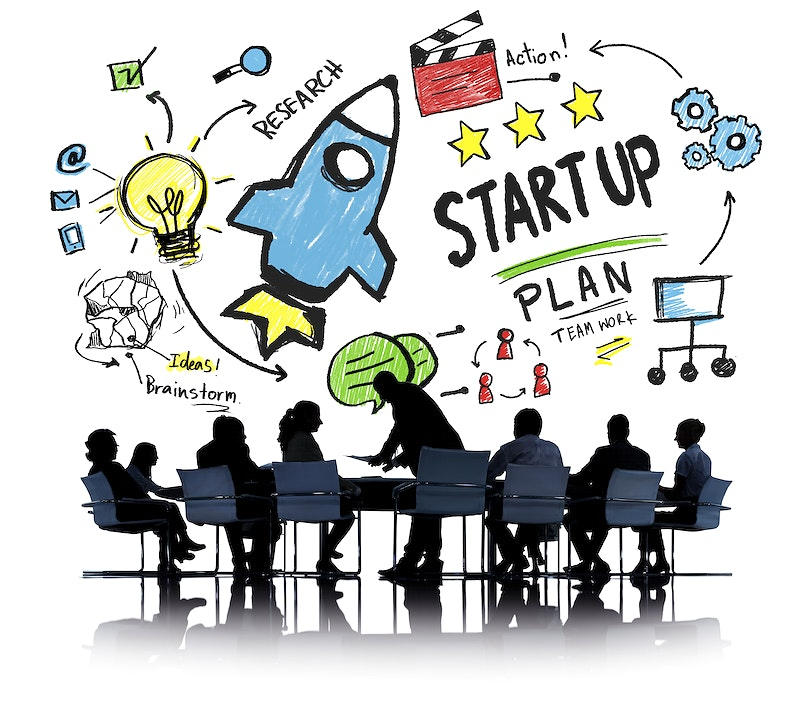 RESEARCH
Action!
START UP
PLAN
TEAM WORK
@
Ideas!
Brainstorm.